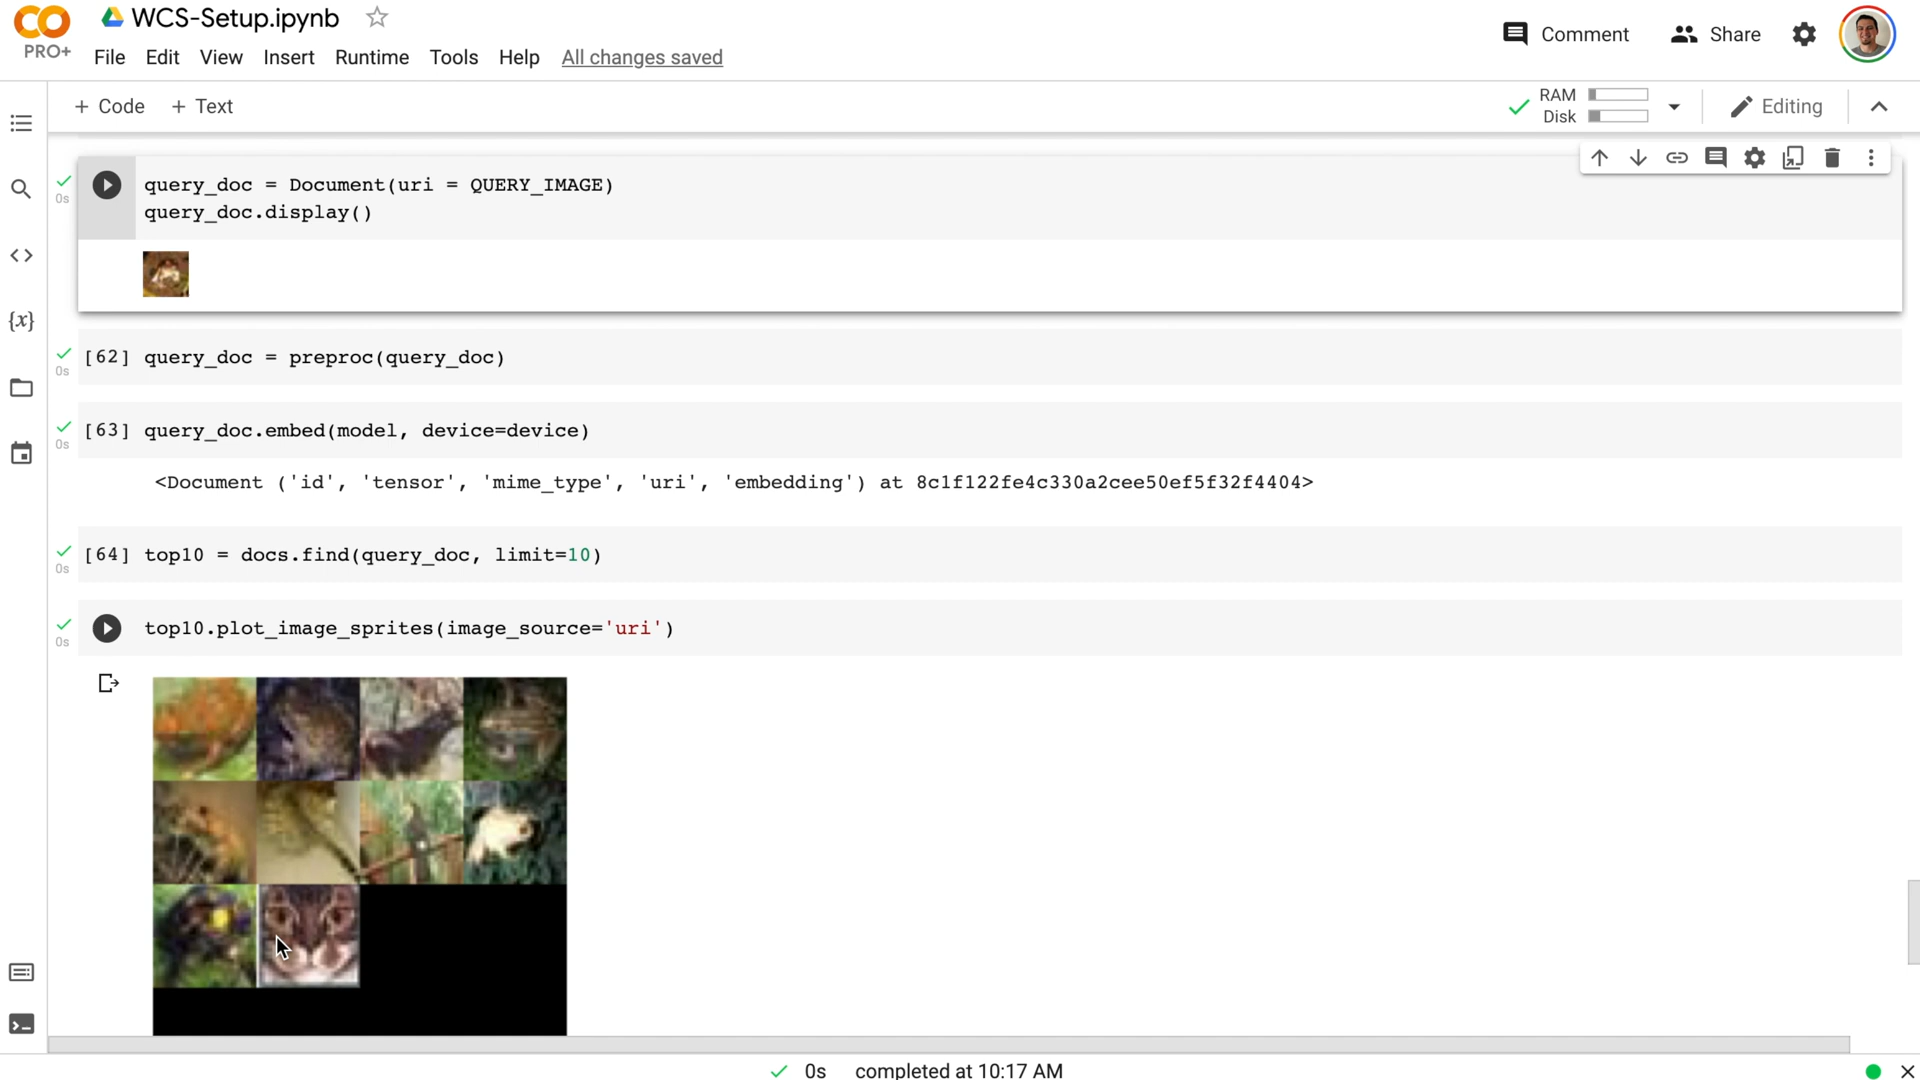 WCS-Setup.ipynb
PRO+
File Edit View Insert Runtime Tools Help All changes saved
Comment Share
+ Code + Text
RAM
Disk
Editing
query_doc = Document(uri = QUERY_IMAGE)
0s
query_doc.display()
[62] query_doc = preproc(query_doc)
0s
[63] query_doc.embed(model, device=device)
0s
<Document ('id', 'tensor', 'mime_type', 'uri', 'embedding') at 8c1f122fe4c330a2cee50ef5f32f4404>
[64] top10 = docs.find(query_doc, limit=10)
0s
top10.plot_image_sprites(image_source='uri')
0s
0s completed at 10:17 AM